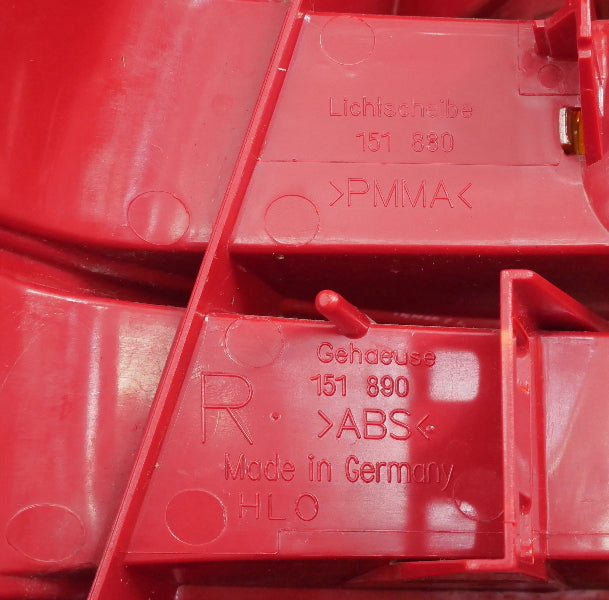 Lichtscheibe
151 880
>PMMA<
Gehaeuse
151 890
R
>ABS<
Made in Germany
HLO